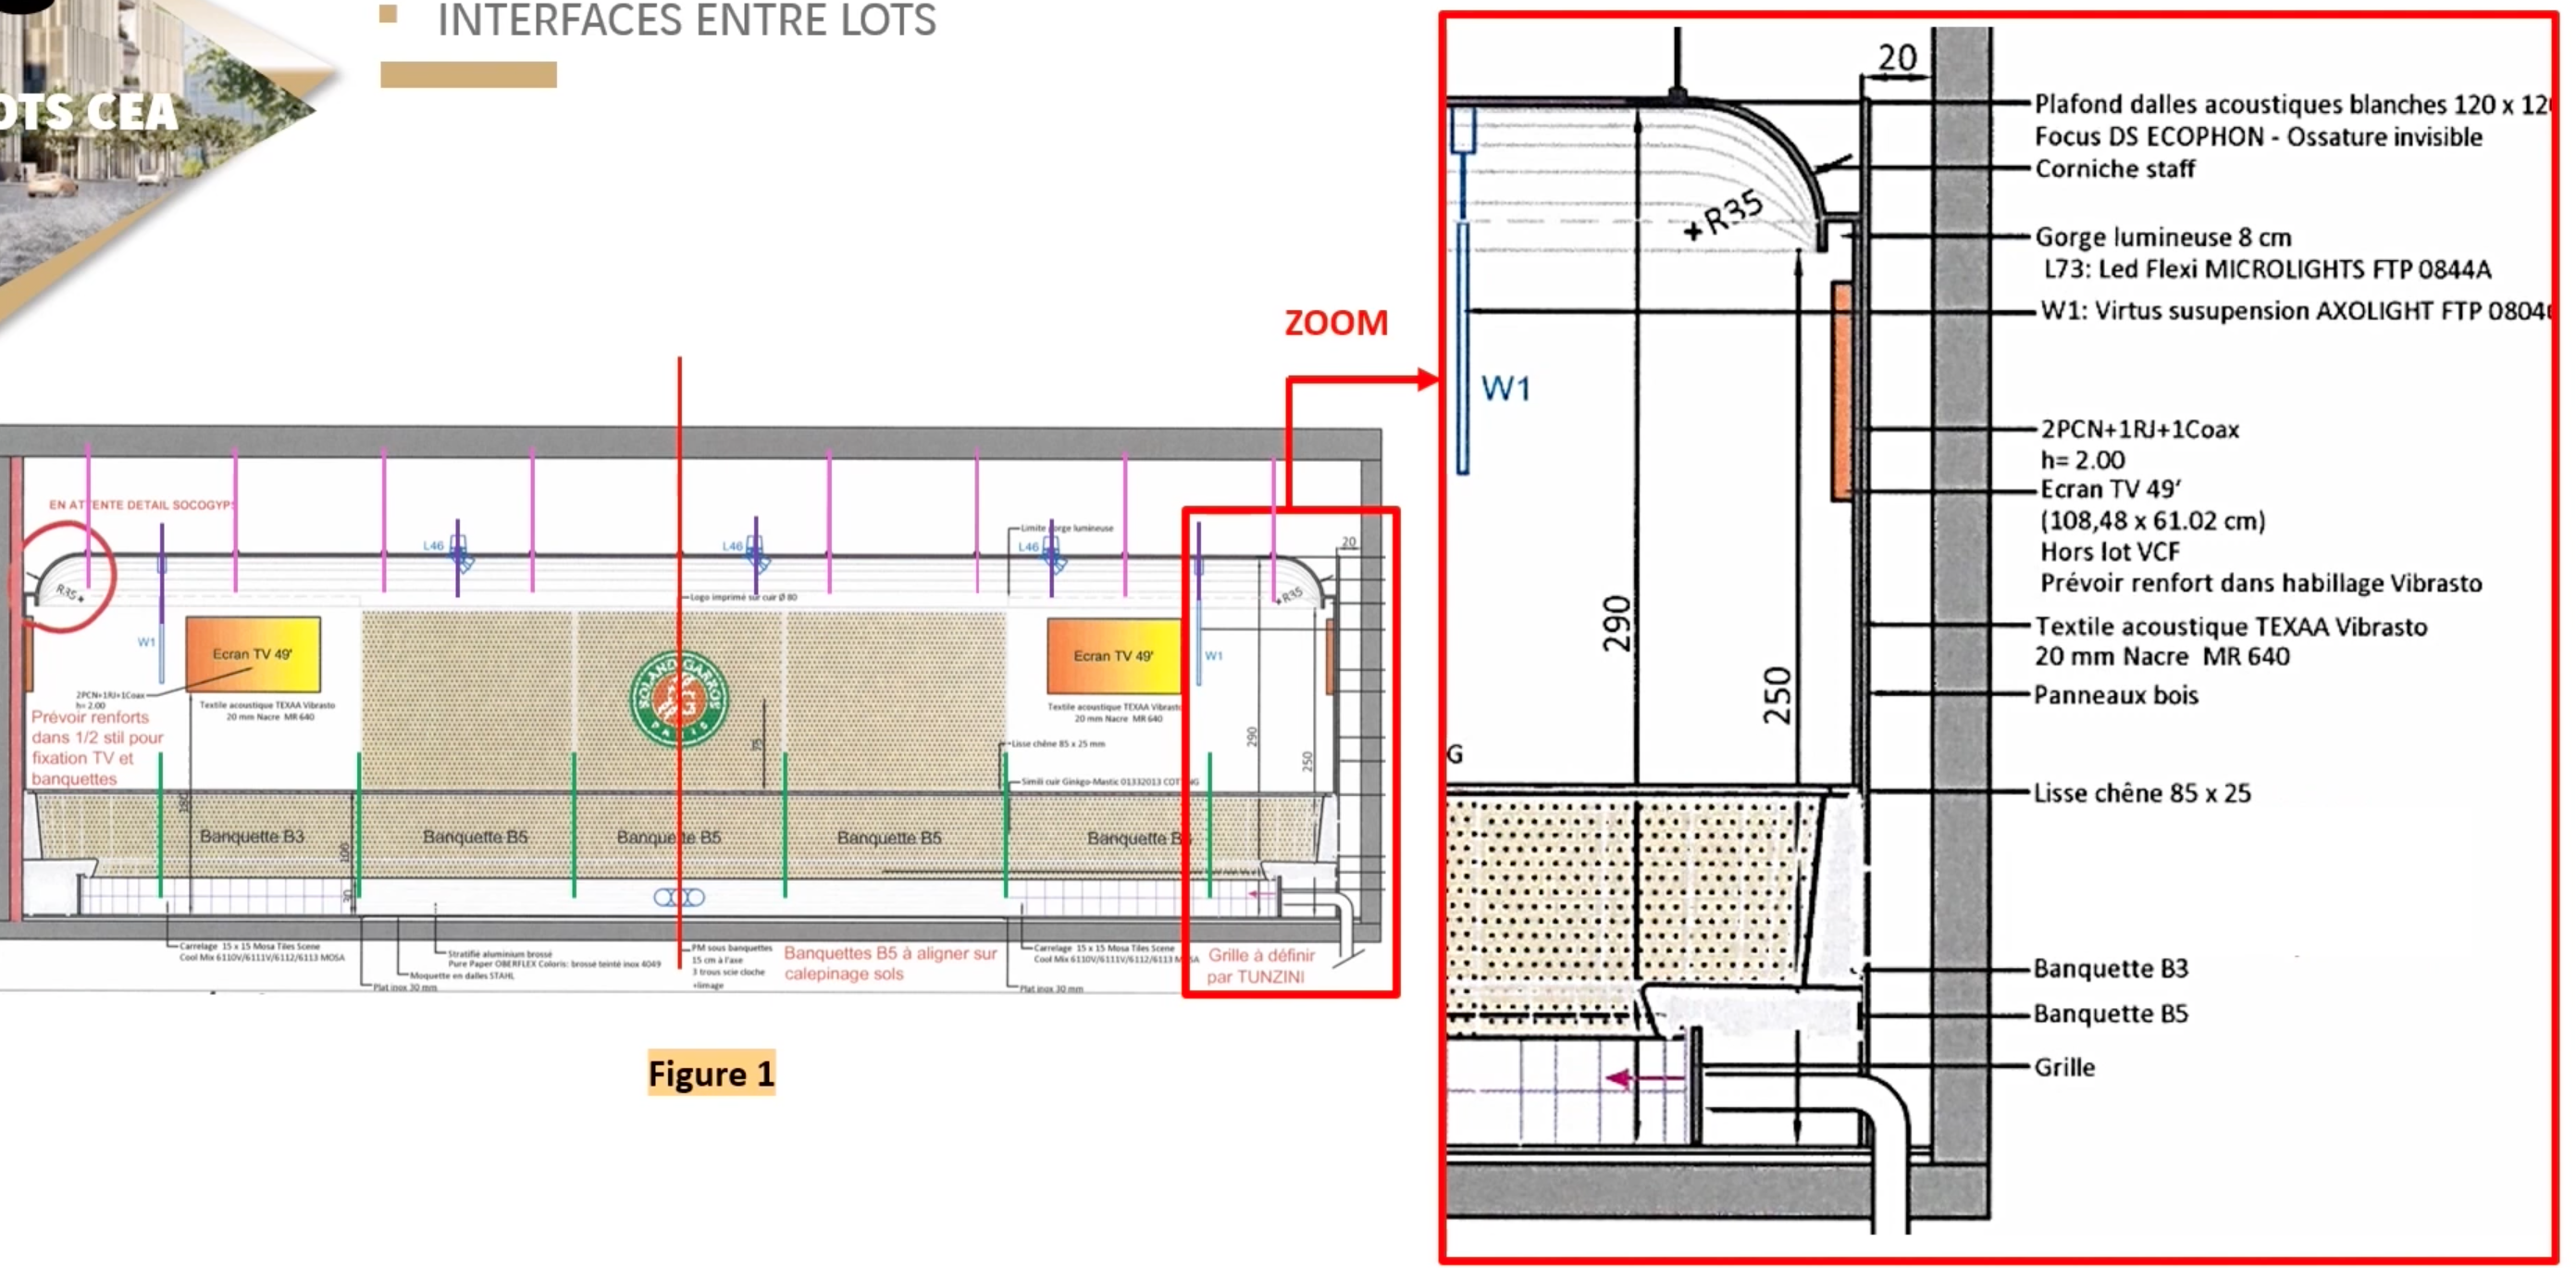 INTERFACES ENTRE LOTS
OTS CEA
ZOOM
EN ATTENTE DETAIL SOCOGYPS
L46
L46
L46
Limite gorge lumineuse
20
R35
+R35
Logo imprimé sur cuir Ø 80
W1
Ecran TV 49'
Ecran TV 49'
W1
ROLAND GARROS
PARIS
2PCN+1RJ+1Coax
h= 2.00
Textile acoustique TEXAA Vibrasto
20 mm Nacre MR 640
Textile acoustique TEXAA Vibrasto
20 mm Nacre MR 640
Prévoir renforts
dans 1/2 stil pour
fixation TV et
banquettes
75
290
250
Lisse chêne 85 x 25 mm
Simili cuir Ginkgo-Mastic 01332013 COTTING
180
100
30
Banquette B3
Banquette B5
Banquette B5
Banquette B5
Banquette B
Carrelage 15 x 15 Mosa Tiles Scene
Cool Mix 6110V/6111V/6112/6113 MOSA
Stratifié aluminium brossé
Pure Paper OBERFLEX Coloris: brossé teinté inox 4049
Moquette en dalles STAHL
Plat inox 30 mm
PM sous banquettes
15 cm à l'axe
3 trous scie cloche
+limage
Banquettes B5 à aligner sur
calepinage sols
Carrelage 15 x 15 Mosa Tiles Scene
Cool Mix 6110V/6111V/6112/6113 MOSA
Plat inox 30 mm
Grille à définir
par TUNZINI
Figure 1
20
Plafond dalles acoustiques blanches 120 x 12
Focus DS ECOPHON - Ossature invisible
Corniche staff
+R35
Gorge lumineuse 8 cm
L73: Led Flexi MICROLIGHTS FTP 0844A
W1: Virtus susupension AXOLIGHT FTP 0804
W1
2PCN+1RJ+1Coax
h= 2.00
Ecran TV 49'
(108,48 x 61.02 cm)
Hors lot VCF
Prévoir renfort dans habillage Vibrasto
290
250
Textile acoustique TEXAA Vibrasto
20 mm Nacre MR 640
Panneaux bois
G
Lisse chêne 85 x 25
Banquette B3
Banquette B5
Grille